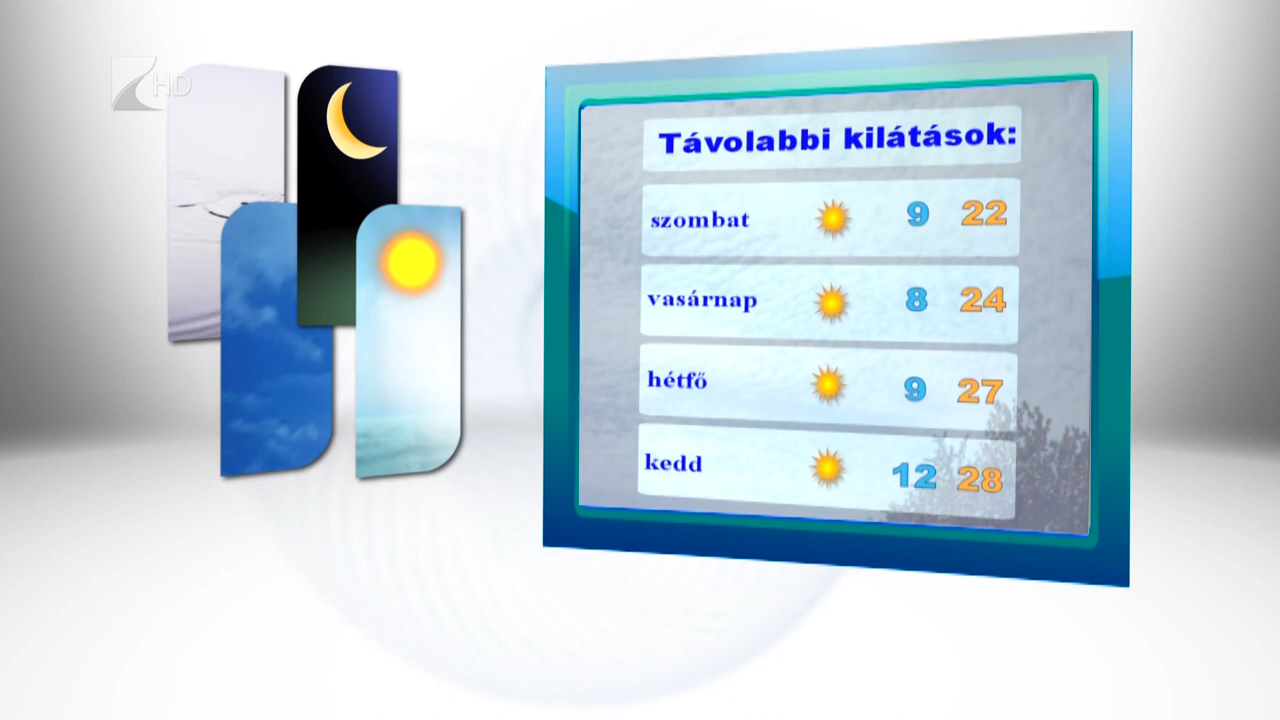 HD
Távolabbi kilátások:
szombat 9 22
vasárnap 8 24
hétfő 9 27
kedd 12 28